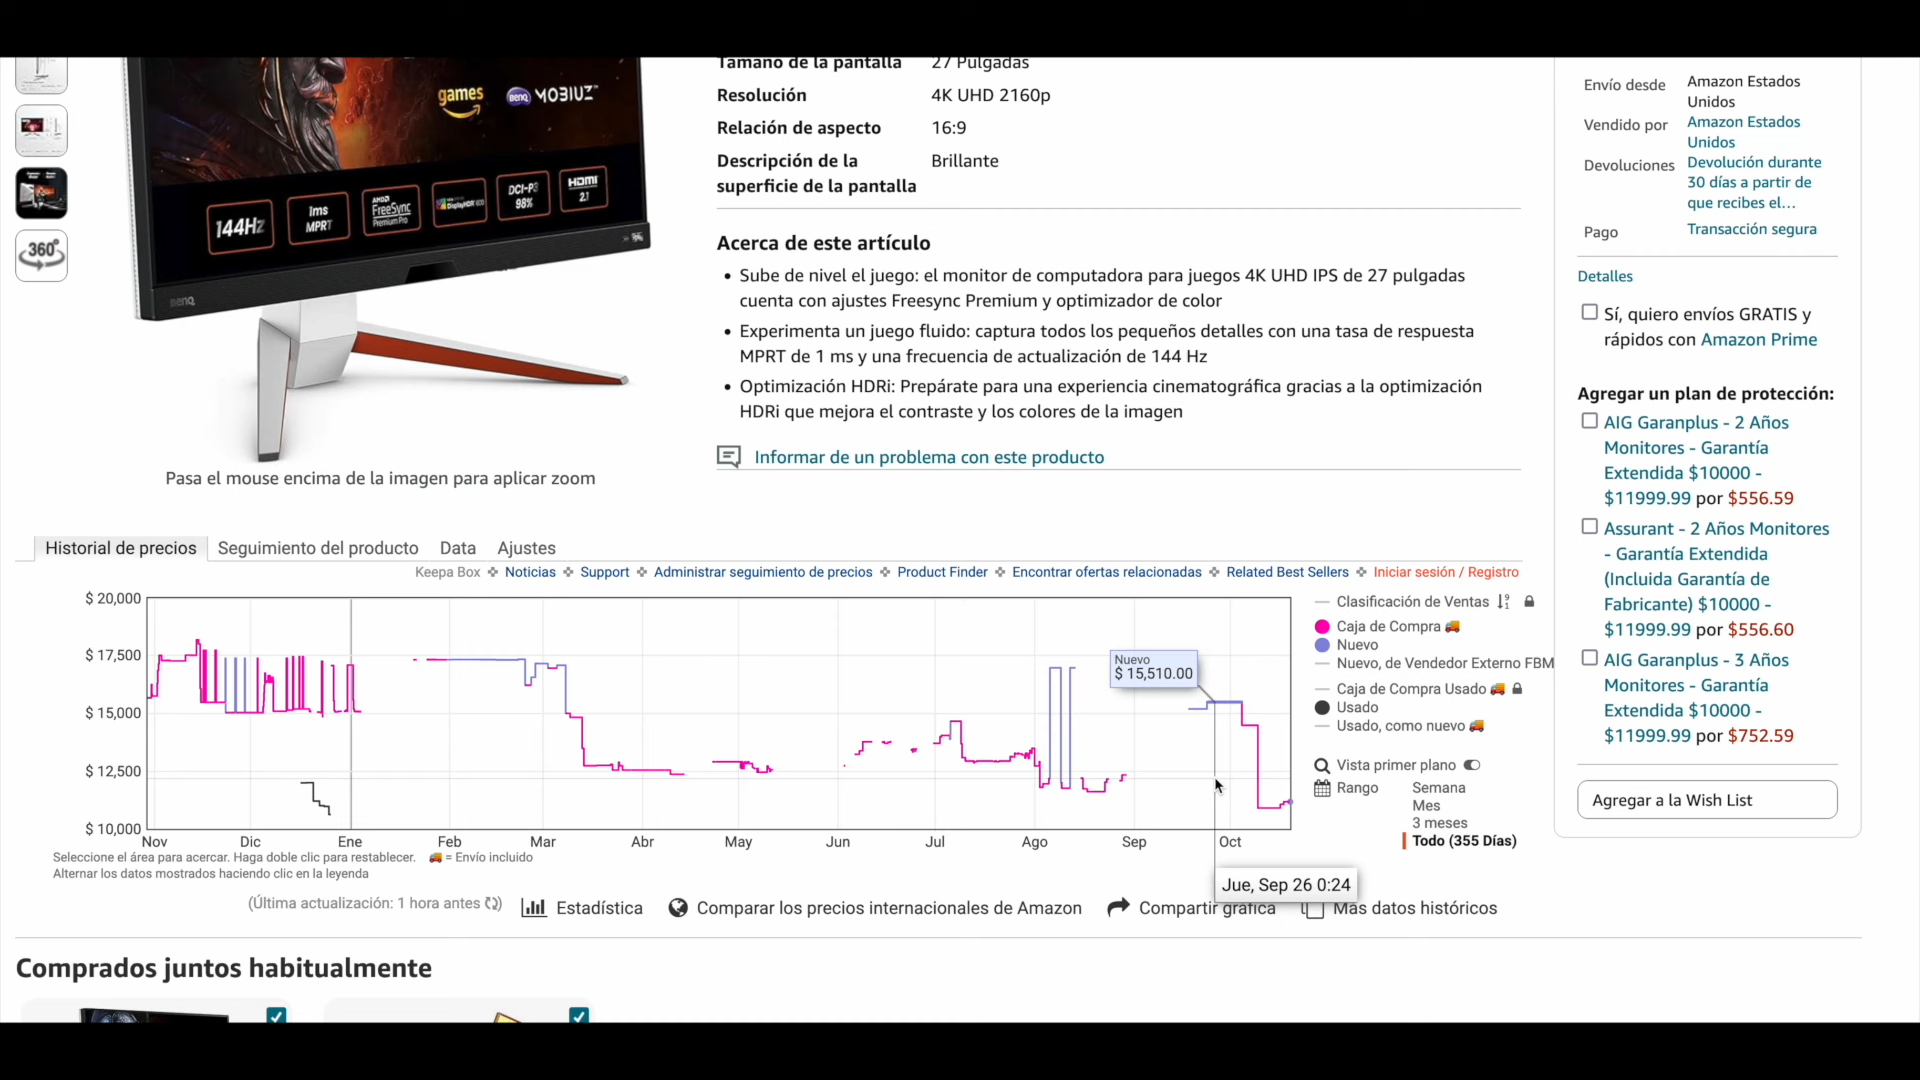 Tamaño de la pantalla 27 Pulgadas
Resolución 4K UHD 2160p
Relación de aspecto 16:9
Descripción de la Brillante
superficie de la pantalla
games BenQ MOBIUZ™
144Hz
1ms
MPRT
AMD
FreeSync
Premium Pro
DisplayHDR 600
DCI-P3
98%
HDMI
2.1
BenQ
360°
Pasa el mouse encima de la imagen para aplicar zoom
Acerca de este artículo
• Sube de nivel el juego: el monitor de computadora para juegos 4K UHD IPS de 27 pulgadas
cuenta con ajustes Freesync Premium y optimizador de color
• Experimenta un juego fluido: captura todos los pequeños detalles con una tasa de respuesta
MPRT de 1 ms y una frecuencia de actualización de 144 Hz
• Optimización HDRi: Prepárate para una experiencia cinematográfica gracias a la optimización
HDRi que mejora el contraste y los colores de la imagen
Informar de un problema con este producto
Envío desde Amazon Estados
Unidos
Vendido por Amazon Estados
Unidos
Devoluciones Devolución durante
30 días a partir de
que recibes el…
Pago Transacción segura
Detalles
Sí, quiero envíos GRATIS y
rápidos con Amazon Prime
Agregar un plan de protección:
AIG Garanplus - 2 Años
Monitores - Garantía
Extendida $10000 -
$11999.99 por $556.59
Assurant - 2 Años Monitores
- Garantía Extendida
(Incluida Garantía de
Fabricante) $10000 -
$11999.99 por $556.60
AIG Garanplus - 3 Años
Monitores - Garantía
Extendida $10000 -
$11999.99 por $752.59
Agregar a la Wish List
Historial de precios Seguimiento del producto Data Ajustes
Keepa Box Noticias Support Administrar seguimiento de precios Product Finder Encontrar ofertas relacionadas Related Best Sellers Iniciar sesión / Registro
$ 20,000
$ 17,500
$ 15,000
$ 12,500
$ 10,000
Nuevo
$ 15,510.00
Nov Dic Ene Feb Mar Abr May Jun Jul Ago Sep Oct
Jue, Sep 26 0:24
Clasificación de Ventas
Caja de Compra
Nuevo
Nuevo, de Vendedor Externo FBM
Caja de Compra Usado
Usado
Usado, como nuevo
Vista primer plano
Rango Semana
Mes
3 meses
Todo (355 Días)
Seleccione el área para acercar. Haga doble clic para restablecer. = Envío incluido
Alternar los datos mostrados haciendo clic en la leyenda
(Última actualización: 1 hora antes) Estadística Comparar los precios internacionales de Amazon Compartir gráfica Más datos históricos
Comprados juntos habitualmente